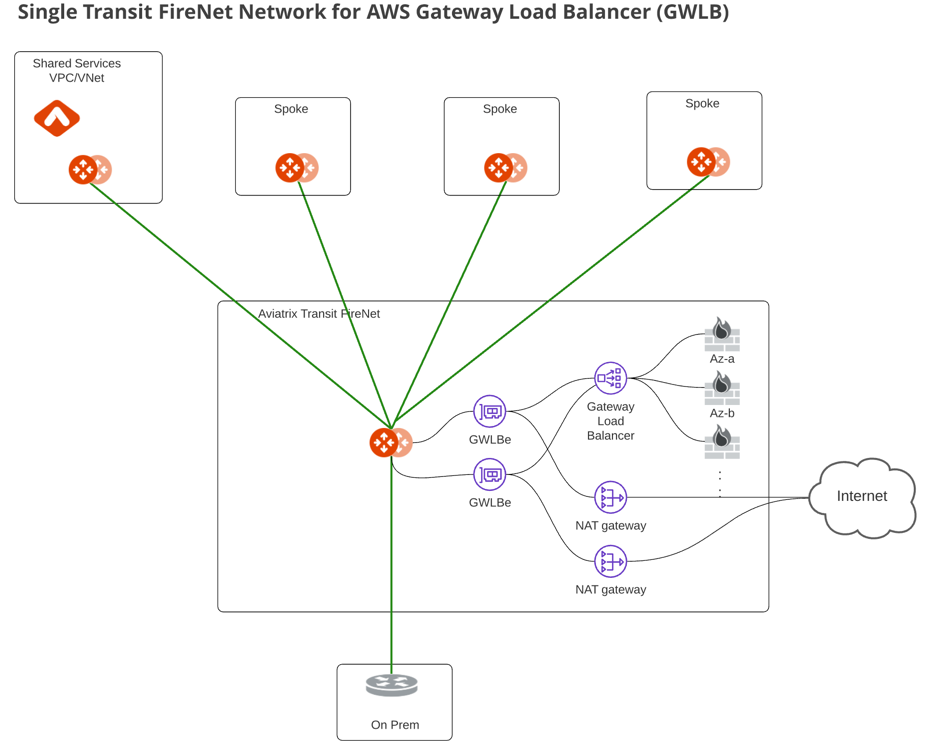 Single Transit FireNet Network for AWS Gateway Load Balancer (GWLB)
Shared Services
VPC/VNet
Spoke
Spoke
Spoke
Aviatrix Transit FireNet
Az-a
Az-b
Gateway
Load
Balancer
GWLBe
GWLBe
NAT gateway
NAT gateway
Internet
On Prem